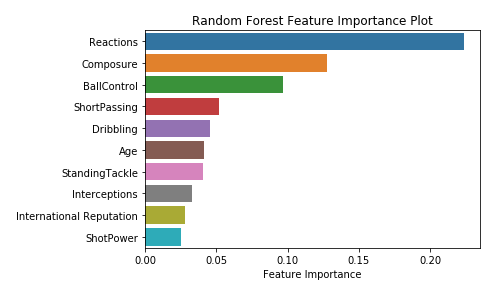 Random Forest Feature Importance Plot
Reactions
Composure
BallControl
ShortPassing
Dribbling
Age
StandingTackle
Interceptions
International Reputation
ShotPower
0.00 0.05 0.10 0.15 0.20
Feature Importance